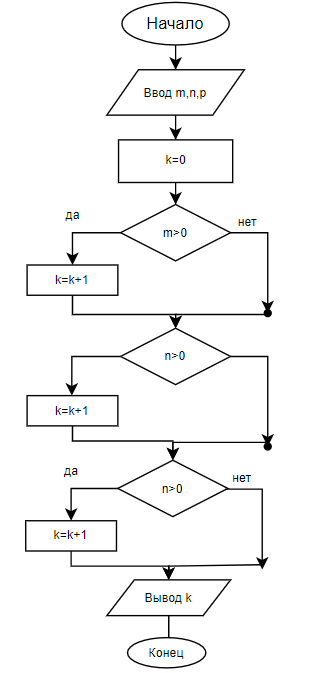 Начало
Ввод m,n,p
k=0
да
нет
m>0
k=k+1
n>0
k=k+1
да
нет
n>0
k=k+1
Вывод k
Конец